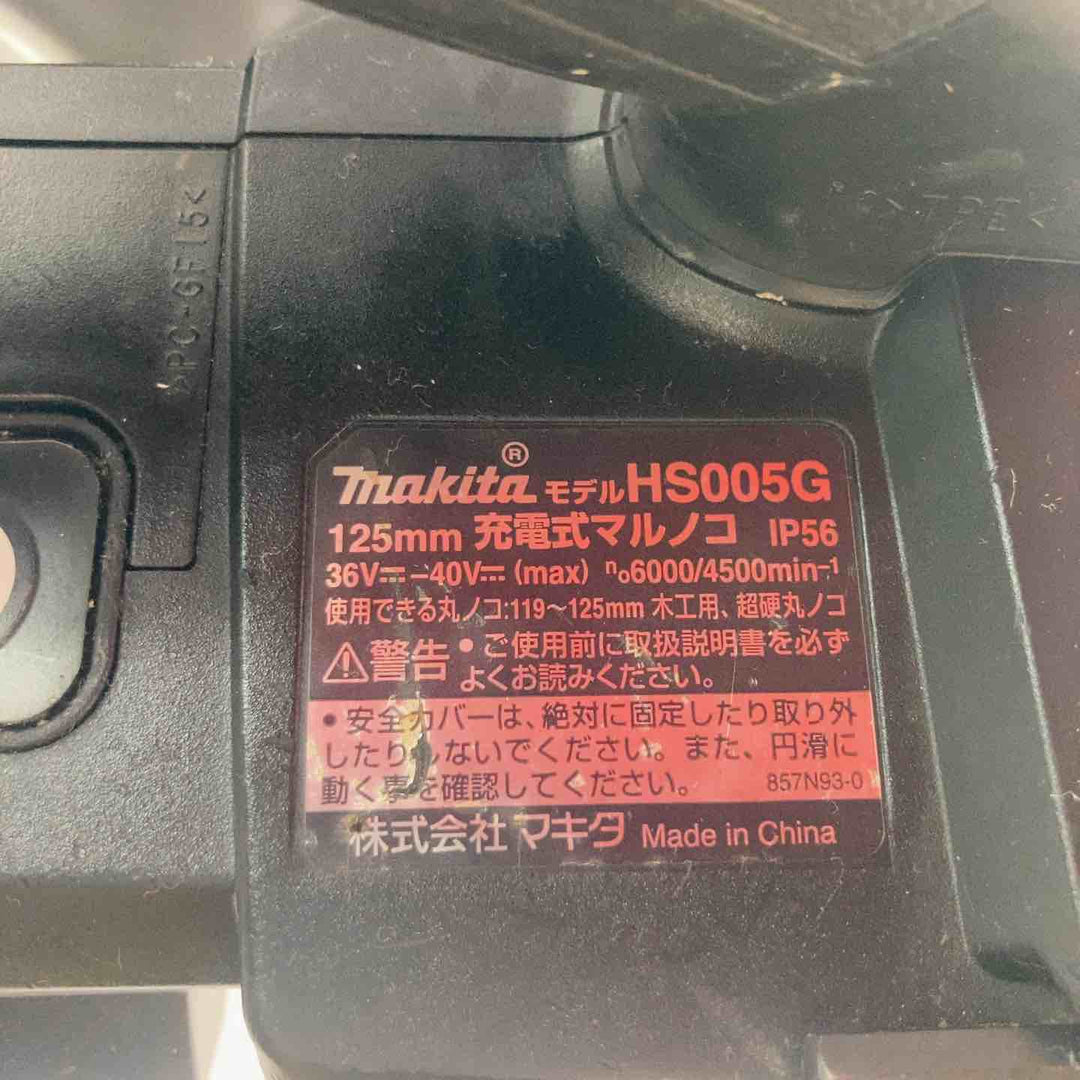 >PC-GF15<
>TPE<
makita® モデルHS005G
125mm 充電式マルノコ IP56
36V⎓-40V⎓ (max) n₀6000/4500min⁻¹
使用できる丸ノコ:119～125mm 木工用、超硬丸ノコ
⚠警告 • ご使用前に取扱説明書を必ず
よくお読みください。
• 安全カバーは、絶対に固定したり取り外
したりしないでください。また、円滑に
動く事を確認してください。 857N93-0
株式会社 マキタ Made in China